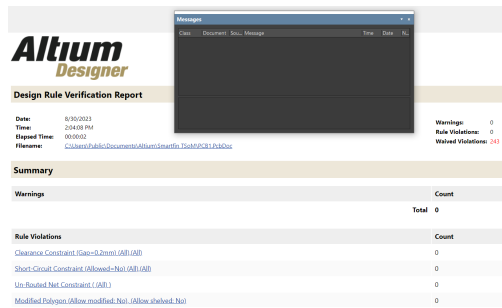 Messages
Class Document Sou... Message Time Date N...
Altium
Designer
Design Rule Verification Report
Date: 8/30/2023
Time: 2:04:08 PM
Elapsed Time: 00:00:02
Filename: C:\Users\Public\Documents\Altium\Smartfin TSoM\PCB1.PcbDoc
Warnings: 0
Rule Violations: 0
Waived Violations: 243
Summary
Warnings Count
Total 0
Rule Violations Count
Clearance Constraint (Gap=0.2mm) (All),(All) 0
Short-Circuit Constraint (Allowed=No) (All),(All) 0
Un-Routed Net Constraint ( (All) ) 0
Modified Polygon (Allow modified: No), (Allow shelved: No) 0